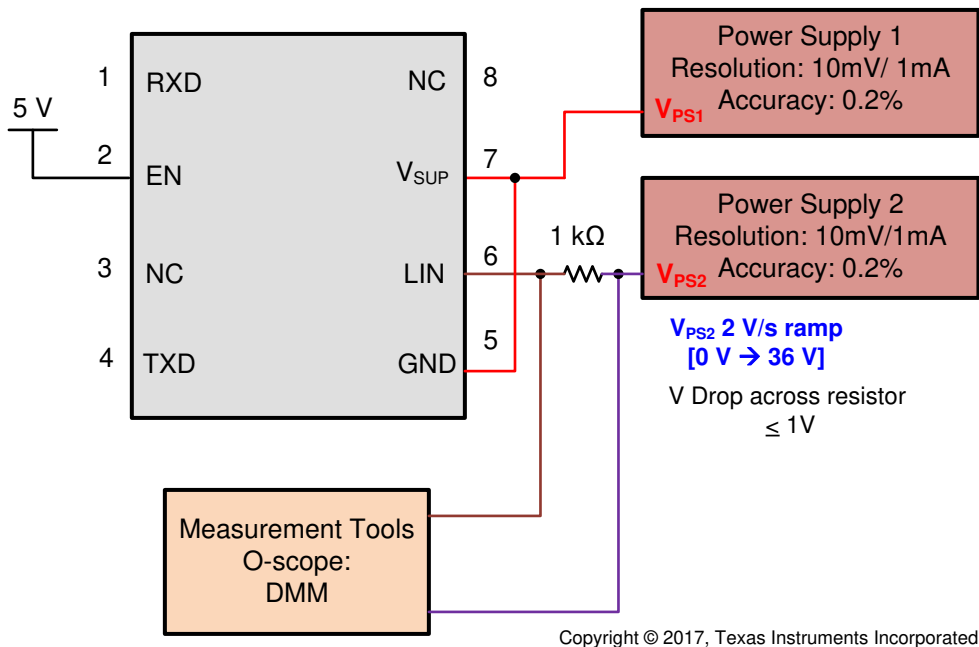 5 V
1
RXD
2
EN
3
NC
4
TXD
NC
8
VSUP
7
LIN
6
GND
5
1 kΩ
Power Supply 1
Resolution: 10mV/ 1mA
Accuracy: 0.2%
VPS1
Power Supply 2
Resolution: 10mV/1mA
Accuracy: 0.2%
VPS2
VPS2 2 V/s ramp
[0 V → 36 V]
V Drop across resistor
≤ 1V
Measurement Tools
O-scope:
DMM
Copyright © 2017, Texas Instruments Incorporated